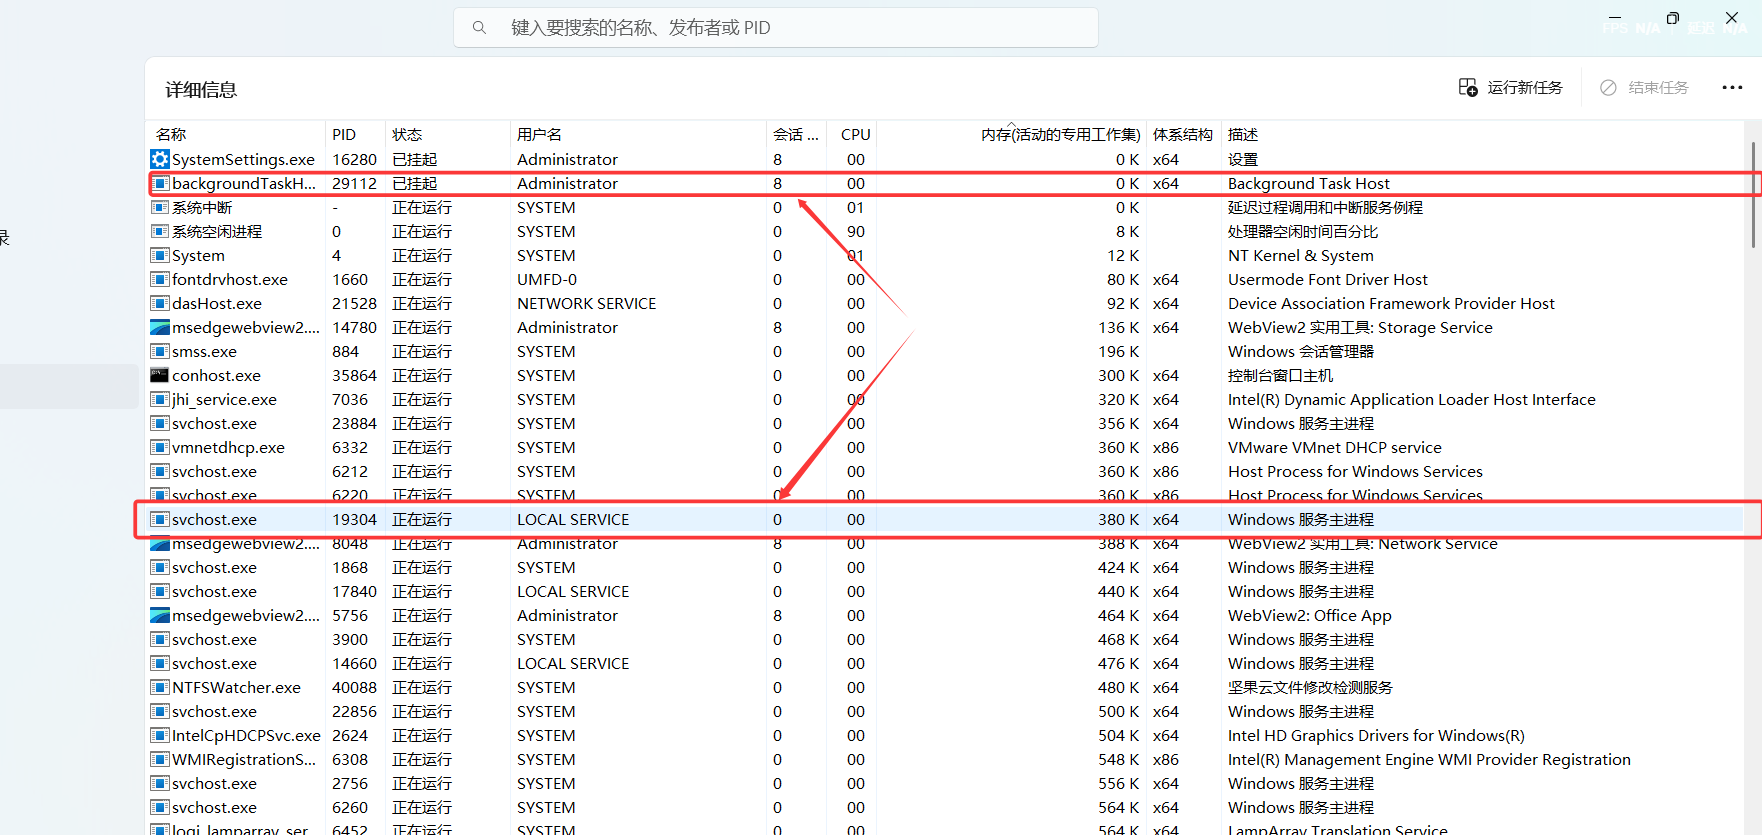 键入要搜索的名称、发布者或 PID
FPS N/A 延迟 N/A
详细信息 运行新任务 结束任务
录
名称 PID 状态 用户名 会话 ... CPU 内存(活动的专用工作集) 体系结构 描述
SystemSettings.exe 16280 已挂起 Administrator 8 00 0 K x64 设置
backgroundTaskH... 29112 已挂起 Administrator 8 00 0 K x64 Background Task Host
系统中断 - 正在运行 SYSTEM 0 01 0 K 延迟过程调用和中断服务例程
系统空闲进程 0 正在运行 SYSTEM 0 90 8 K 处理器空闲时间百分比
System 4 正在运行 SYSTEM 0 01 12 K NT Kernel & System
fontdrvhost.exe 1660 正在运行 UMFD-0 0 00 80 K x64 Usermode Font Driver Host
dasHost.exe 21528 正在运行 NETWORK SERVICE 0 00 92 K x64 Device Association Framework Provider Host
msedgewebview2.... 14780 正在运行 Administrator 8 00 136 K x64 WebView2 实用工具: Storage Service
smss.exe 884 正在运行 SYSTEM 0 00 196 K Windows 会话管理器
conhost.exe 35864 正在运行 SYSTEM 0 00 300 K x64 控制台窗口主机
jhi_service.exe 7036 正在运行 SYSTEM 0 00 320 K x64 Intel(R) Dynamic Application Loader Host Interface
svchost.exe 23884 正在运行 SYSTEM 0 00 356 K x64 Windows 服务主进程
vmnetdhcp.exe 6332 正在运行 SYSTEM 0 00 360 K x86 VMware VMnet DHCP service
svchost.exe 6212 正在运行 SYSTEM 0 00 360 K x86 Host Process for Windows Services
svchost.exe 6220 正在运行 SYSTEM 0 00 360 K x86 Host Process for Windows Services
svchost.exe 19304 正在运行 LOCAL SERVICE 0 00 380 K x64 Windows 服务主进程
msedgewebview2.... 8048 正在运行 Administrator 8 00 388 K x64 WebView2 实用工具: Network Service
svchost.exe 1868 正在运行 SYSTEM 0 00 424 K x64 Windows 服务主进程
svchost.exe 17840 正在运行 LOCAL SERVICE 0 00 440 K x64 Windows 服务主进程
msedgewebview2.... 5756 正在运行 Administrator 8 00 464 K x64 WebView2: Office App
svchost.exe 3900 正在运行 SYSTEM 0 00 468 K x64 Windows 服务主进程
svchost.exe 14660 正在运行 LOCAL SERVICE 0 00 476 K x64 Windows 服务主进程
NTFSWatcher.exe 40088 正在运行 SYSTEM 0 00 480 K x64 坚果云文件修改检测服务
svchost.exe 22856 正在运行 SYSTEM 0 00 500 K x64 Windows 服务主进程
IntelCpHDCPSvc.exe 2624 正在运行 SYSTEM 0 00 504 K x64 Intel HD Graphics Drivers for Windows(R)
WMIRegistrationS... 6308 正在运行 SYSTEM 0 00 548 K x86 Intel(R) Management Engine WMI Provider Registration
svchost.exe 2756 正在运行 SYSTEM 0 00 556 K x64 Windows 服务主进程
svchost.exe 6260 正在运行 SYSTEM 0 00 564 K x64 Windows 服务主进程
logi_lamparray_ser... 6452 正在运行 SYSTEM 0 00 564 K x64 LampArray Translation Service